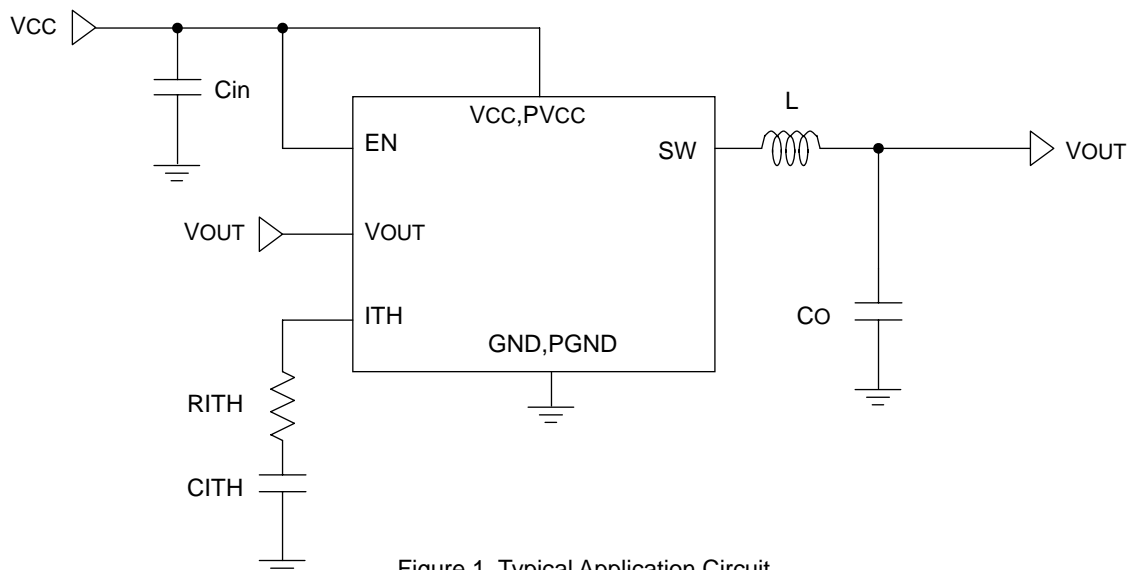 VCC
Cin
VCC,PVCC
L
EN
SW
VOUT
VOUT
VOUT
ITH
CO
GND,PGND
RITH
CITH
Figure 1. Typical Application Circuit